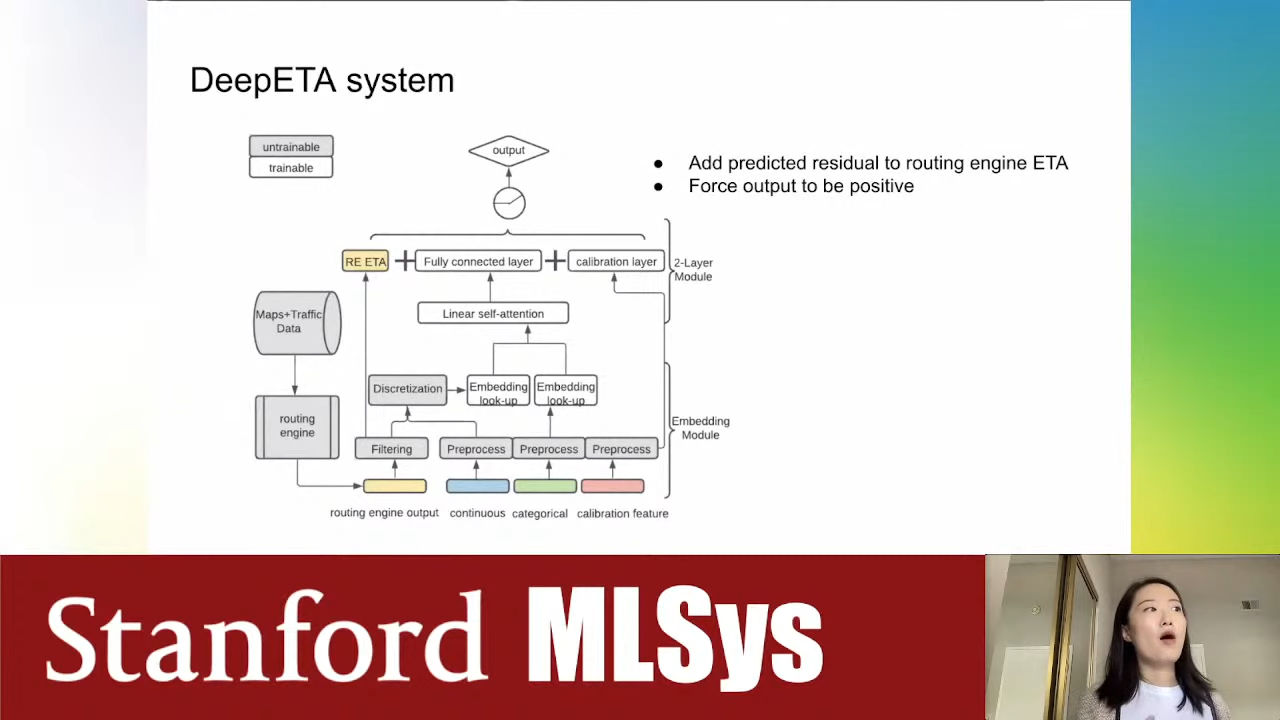 DeepETA system
untrainable
trainable
output
● Add predicted residual to routing engine ETA
● Force output to be positive
RE ETA + Fully connected layer + calibration layer
2-Layer
Module
Linear self-attention
Maps+Traffic
Data
Discretization
Embedding
look-up
Embedding
look-up
routing
engine
Embedding
Module
Filtering
Preprocess
Preprocess
Preprocess
routing engine output
continuous
categorical
calibration feature
Stanford MLSys